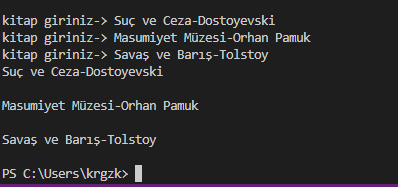 kitap giriniz-> Suç ve Ceza-Dostoyevski
kitap giriniz-> Masumiyet Müzesi-Orhan Pamuk
kitap giriniz-> Savaş ve Barış-Tolstoy
Suç ve Ceza-Dostoyevski
Masumiyet Müzesi-Orhan Pamuk
Savaş ve Barış-Tolstoy
PS C:\Users\krgzk>